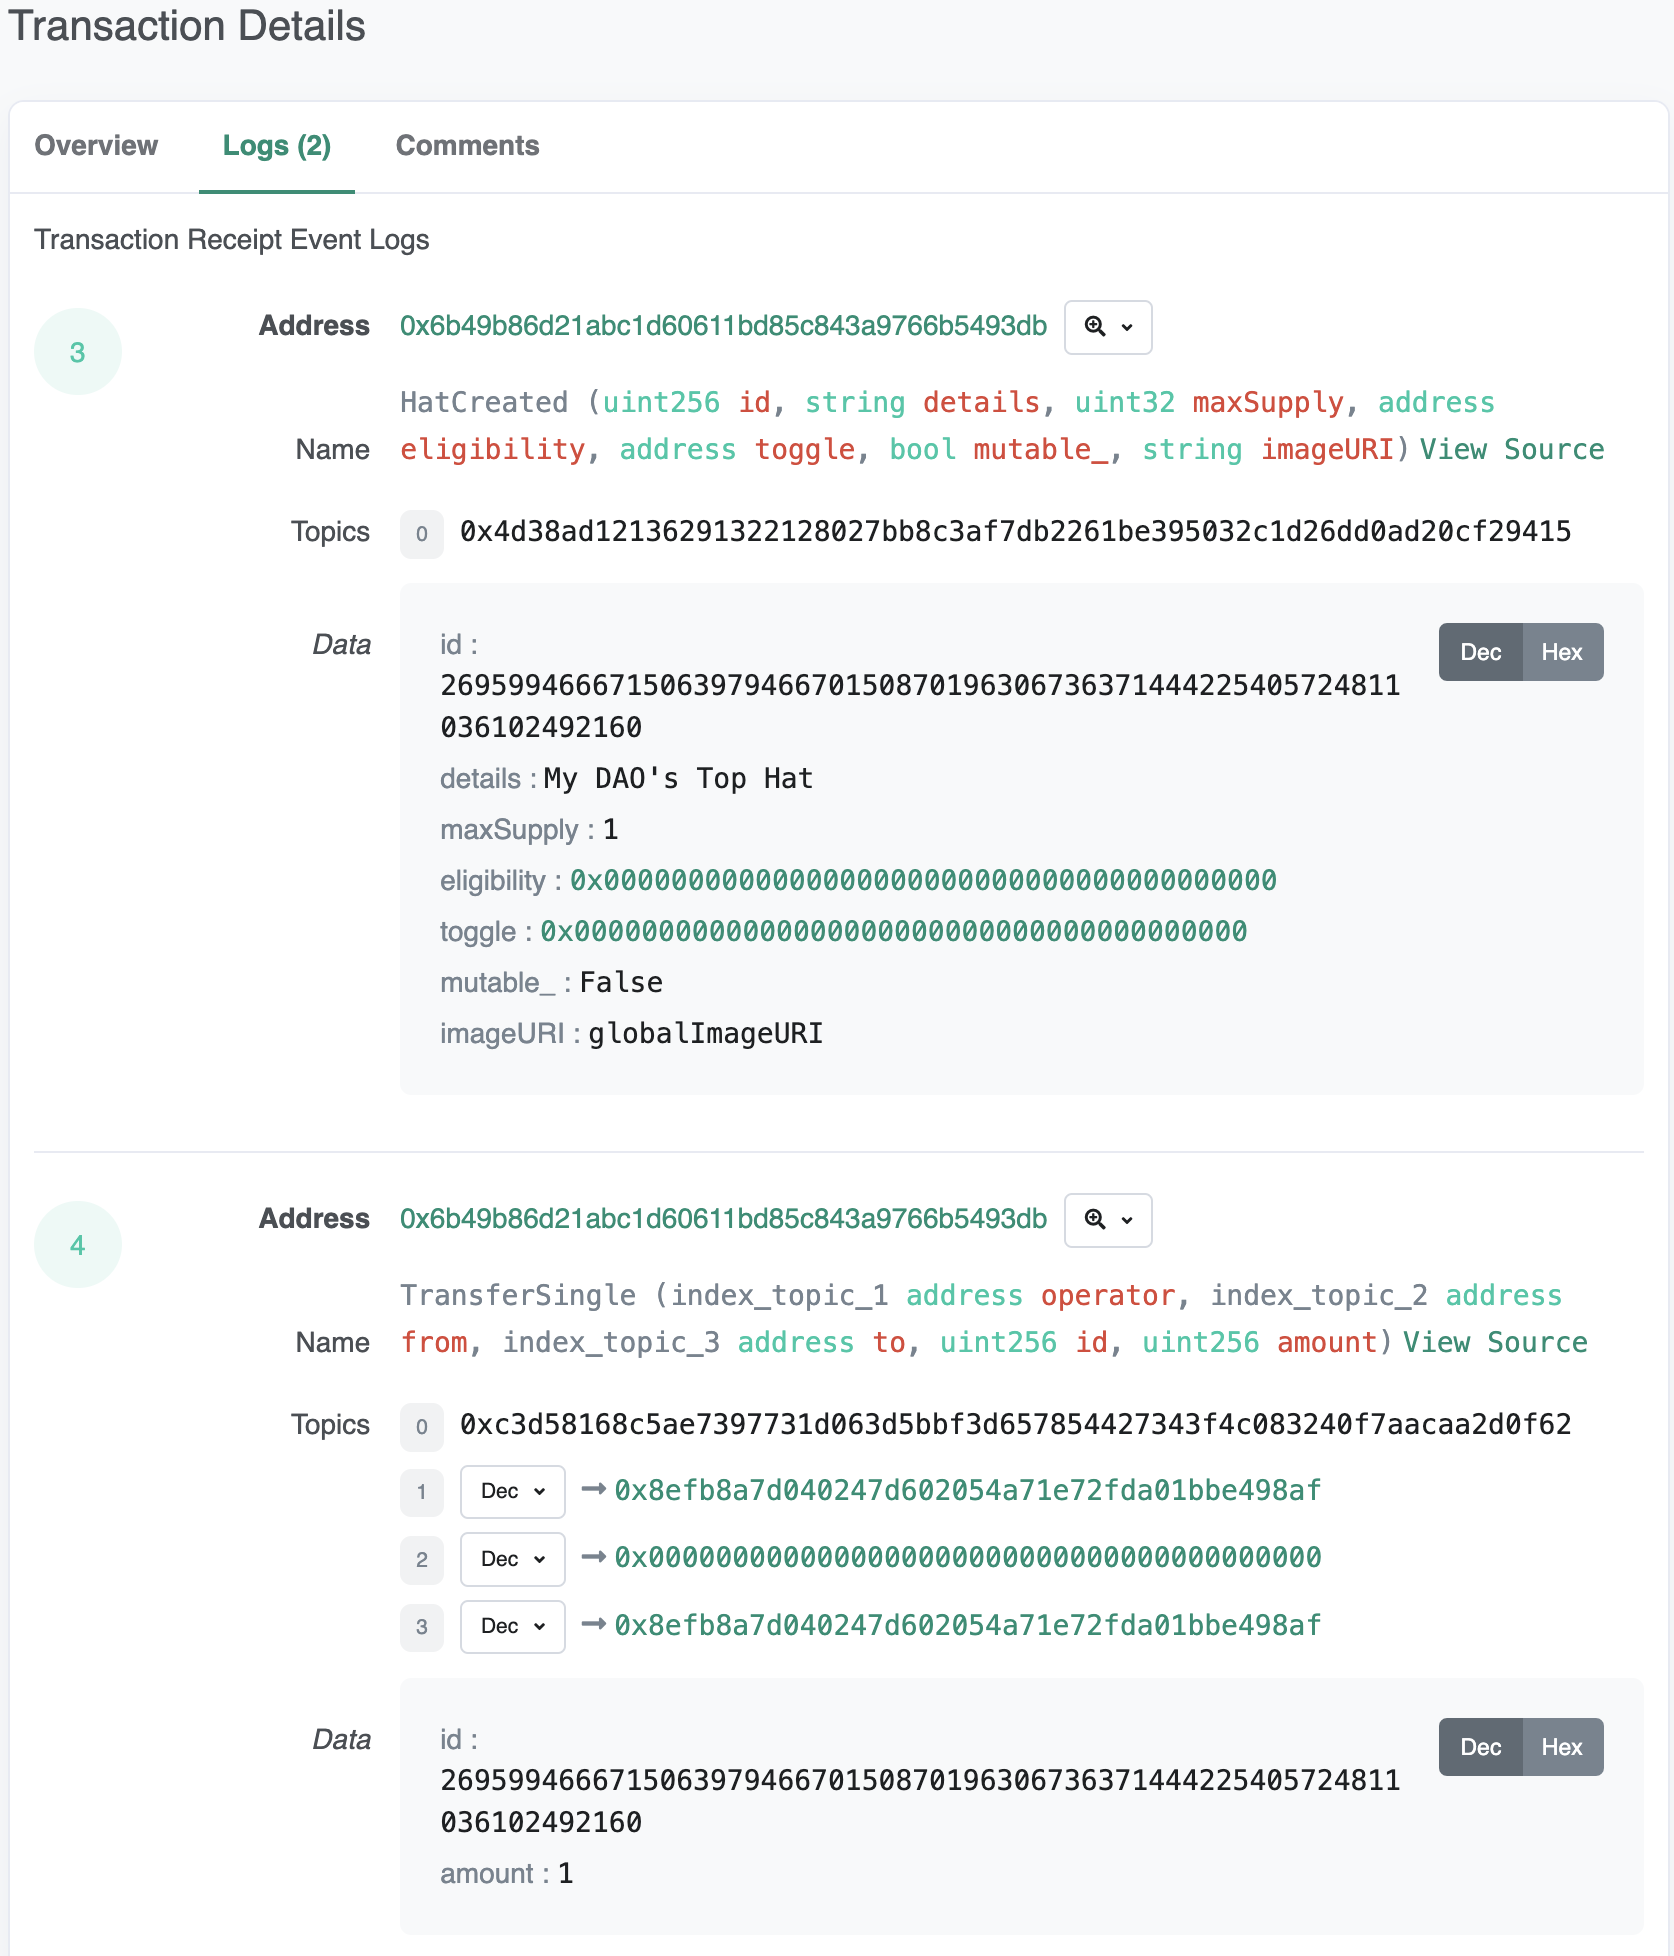 Transaction Details
Overview Logs (2) Comments
Transaction Receipt Event Logs
3
Address 0x6b49b86d21abc1d60611bd85c843a9766b5493db
HatCreated (uint256 id, string details, uint32 maxSupply, address
Name eligibility, address toggle, bool mutable_, string imageURI) View Source
Topics 0 0x4d38ad12136291322128027bb8c3af7db2261be395032c1d26dd0ad20cf29415
Data id : Dec Hex
269599466671506397946670150870196306736371444225405724811
036102492160
details : My DAO's Top Hat
maxSupply : 1
eligibility : 0x0000000000000000000000000000000000000000
toggle : 0x0000000000000000000000000000000000000000
mutable_ : False
imageURI : globalImageURI
4
Address 0x6b49b86d21abc1d60611bd85c843a9766b5493db
TransferSingle (index_topic_1 address operator, index_topic_2 address
Name from, index_topic_3 address to, uint256 id, uint256 amount) View Source
Topics 0 0xc3d58168c5ae7397731d063d5bbf3d657854427343f4c083240f7aacaa2d0f62
1 Dec 0x8efb8a7d040247d602054a71e72fda01bbe498af
2 Dec 0x0000000000000000000000000000000000000000
3 Dec 0x8efb8a7d040247d602054a71e72fda01bbe498af
Data id : Dec Hex
269599466671506397946670150870196306736371444225405724811
036102492160
amount : 1